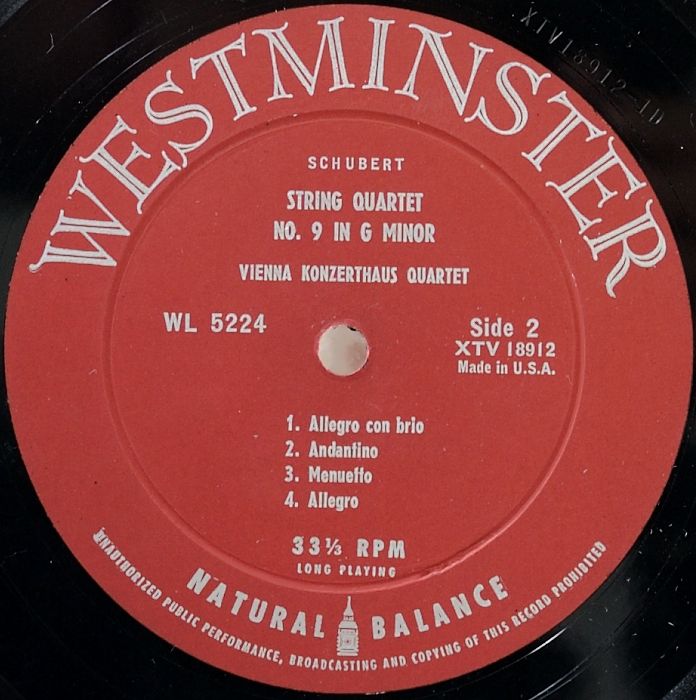 WESTMINSTER
XTV18912-1D
SCHUBERT
STRING QUARTET
NO. 9 IN G MINOR
VIENNA KONZERTHAUS QUARTET
WL 5224
Side 2
XTV 18912
Made in U.S.A.
1. Allegro con brio
2. Andantino
3. Menuetto
4. Allegro
33⅓ RPM
LONG PLAYING
NATURAL BALANCE
UNAUTHORIZED PUBLIC PERFORMANCE, BROADCASTING AND COPYING OF THIS RECORD PROHIBITED